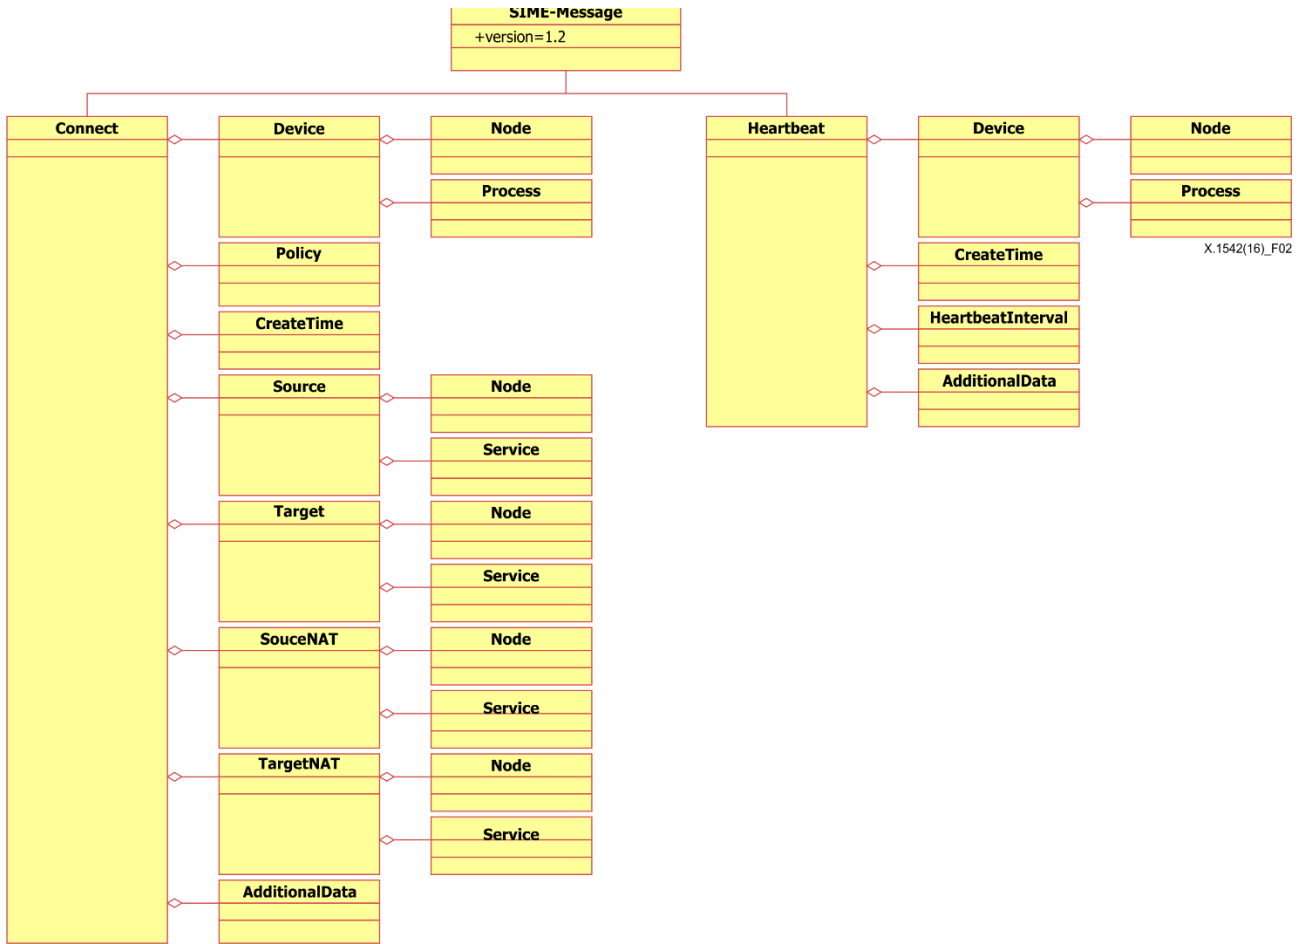 SIME-Message
+version=1.2
Connect
Device
Node
Process
Policy
CreateTime
Source
Node
Service
Target
Node
Service
SouceNAT
Node
Service
TargetNAT
Node
Service
AdditionalData
Heartbeat
Device
Node
Process
CreateTime
HeartbeatInterval
AdditionalData
X.1542(16)_F02